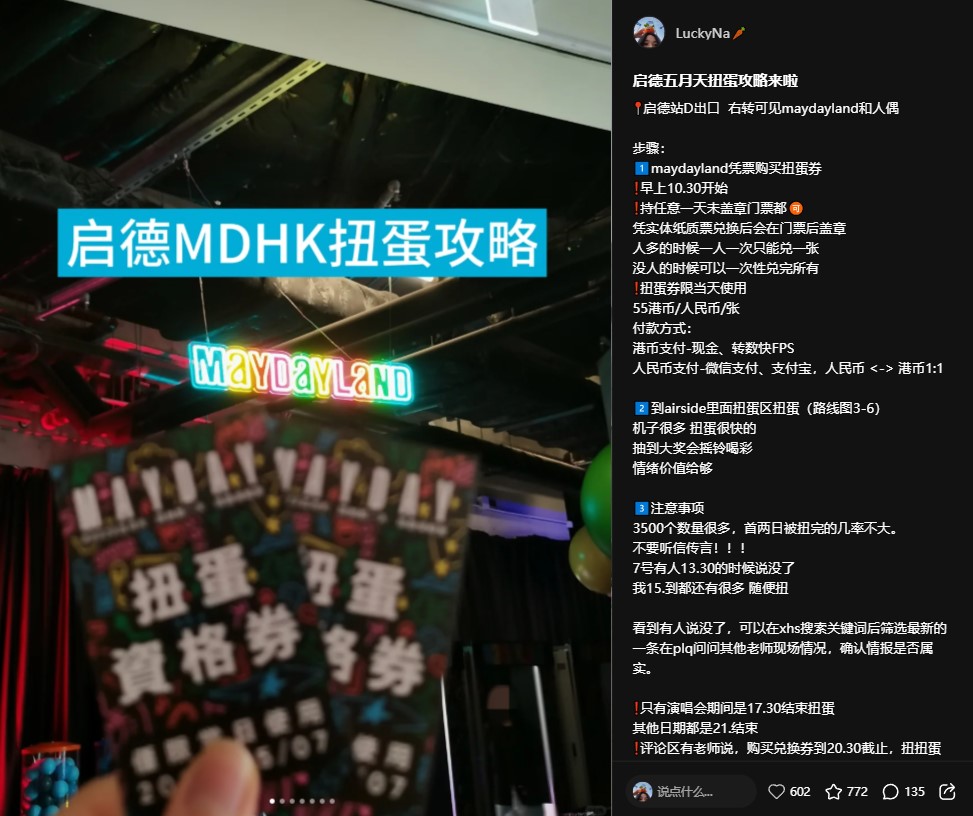 启德MDHK扭蛋攻略
MAYDAYLAND
MAYDAY
MAYDAY
扭蛋
資格券
扭蛋
格券
使用
5/07
使用
'07
LuckyNa🥕
启德五月天扭蛋攻略来啦
📍启德站D出口 右转可见maydayland和人偶
步骤：
1️⃣maydayland凭票购买扭蛋券
❗早上10.30开始
❗持任意一天未盖章门票都🉑
凭实体纸质票兑换后会在门票后盖章
人多的时候一人一次只能兑一张
没人的时候可以一次性兑完所有
❗扭蛋券限当天使用
55港币/人民币/张
付款方式：
港币支付-现金、转数快FPS
人民币支付-微信支付、支付宝，人民币 <-> 港币1:1
2️⃣到airside里面扭蛋区扭蛋（路线图3-6）
机子很多 扭蛋很快的
抽到大奖会摇铃喝彩
情绪价值给够
3️⃣注意事项
3500个数量很多，首两日被扭完的几率不大。
不要听信传言！！！
7号有人13.30的时候说没了
我15.到都还有很多 随便扭
看到有人说没了，可以在xhs搜索关键词后筛选最新的
一条在plq问问其他老师现场情况，确认情报是否属
实。
❗只有演唱会期间是17.30结束扭蛋
其他日期都是21.结束
❗评论区有老师说，购买兑换券到20.30截止，扭扭蛋
说点什么...
602
772
135